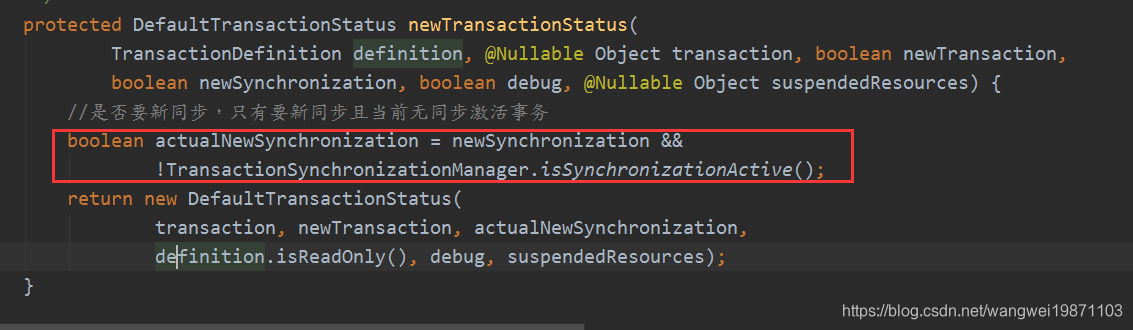 protected DefaultTransactionStatus newTransactionStatus(
TransactionDefinition definition, @Nullable Object transaction, boolean newTransaction,
boolean newSynchronization, boolean debug, @Nullable Object suspendedResources) {
//是否要新同步，只有要新同步且当前无同步激活事务
boolean actualNewSynchronization = newSynchronization &&
!TransactionSynchronizationManager.isSynchronizationActive();
return new DefaultTransactionStatus(
transaction, newTransaction, actualNewSynchronization,
definition.isReadOnly(), debug, suspendedResources);
}
https://blog.csdn.net/wangwei19871103